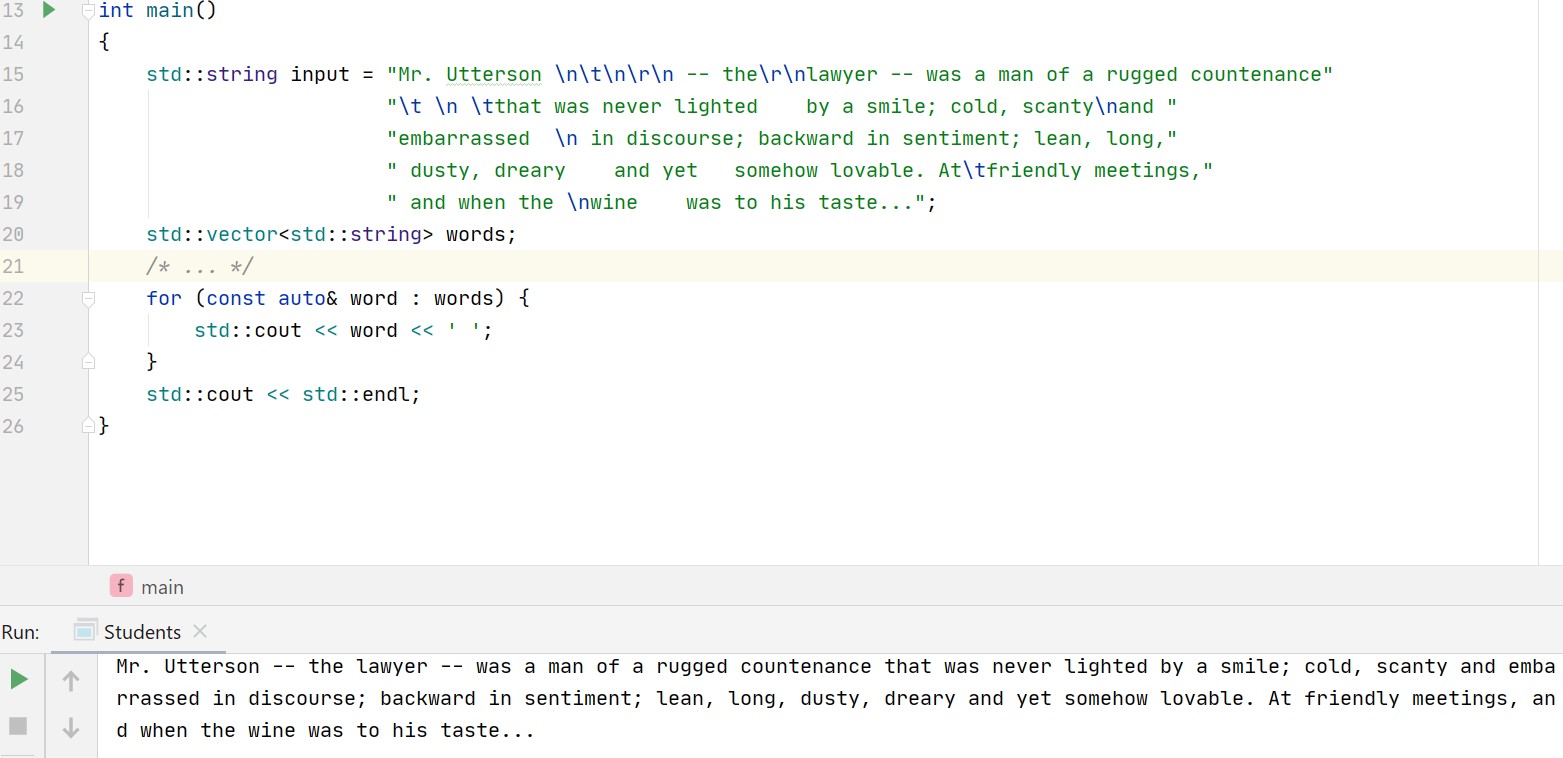 13 int main()
14 {
15     std::string input = "Mr. Utterson \n\t\n\r\n -- the\r\nlawyer -- was a man of a rugged countenance"
16                         "\t \n \tthat was never lighted    by a smile; cold, scanty\nand "
17                         "embarrassed  \n in discourse; backward in sentiment; lean, long,"
18                         " dusty, dreary    and yet   somehow lovable. At\tfriendly meetings,"
19                         " and when the \nwine    was to his taste...";
20     std::vector<std::string> words;
21     /* ... */
22     for (const auto& word : words) {
23         std::cout << word << ' ';
24     }
25     std::cout << std::endl;
26 }
f main
Run: Students
Mr. Utterson -- the lawyer -- was a man of a rugged countenance that was never lighted by a smile; cold, scanty and emba
rrassed in discourse; backward in sentiment; lean, long, dusty, dreary and yet somehow lovable. At friendly meetings, an
d when the wine was to his taste...